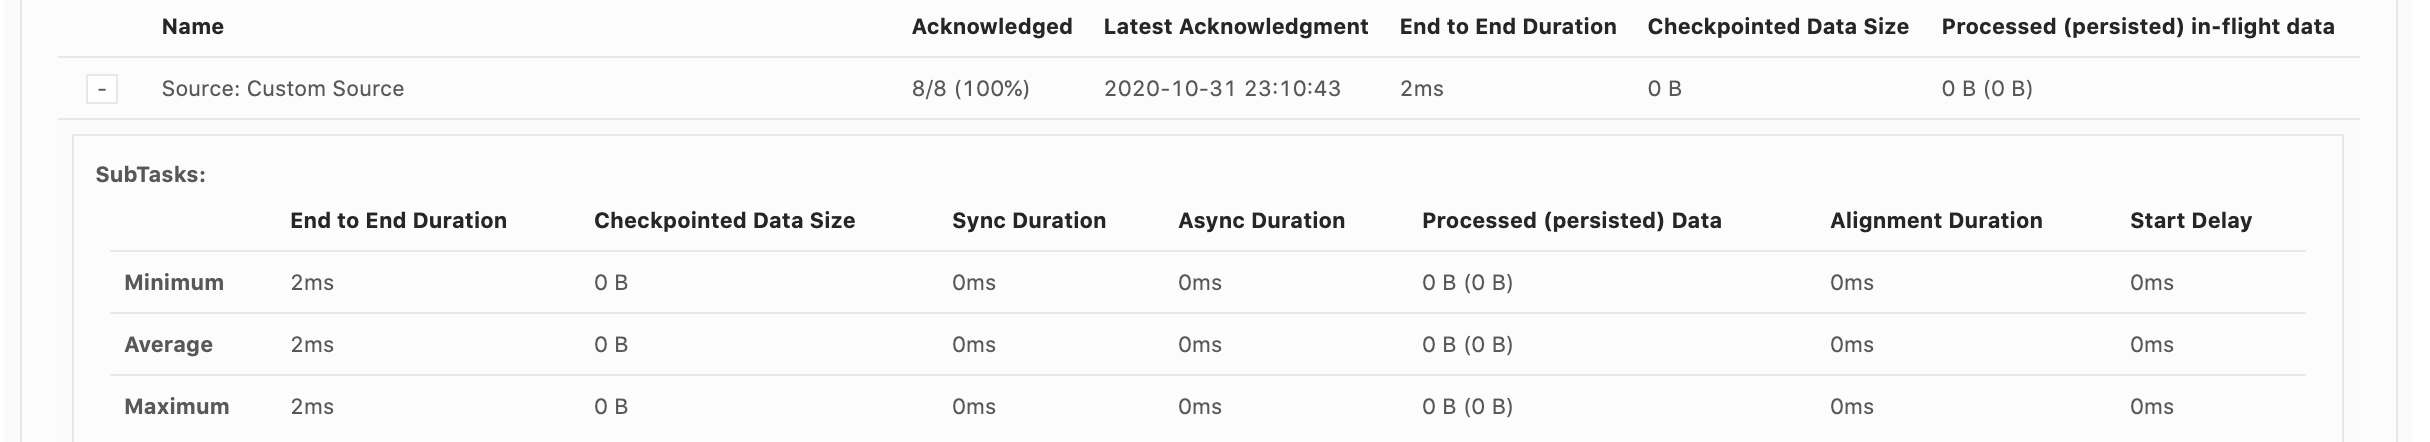 Name Acknowledged Latest Acknowledgment End to End Duration Checkpointed Data Size Processed (persisted) in-flight data
- Source: Custom Source 8/8 (100%) 2020-10-31 23:10:43 2ms 0 B 0 B (0 B)
SubTasks:
End to End Duration Checkpointed Data Size Sync Duration Async Duration Processed (persisted) Data Alignment Duration Start Delay
Minimum 2ms 0 B 0ms 0ms 0 B (0 B) 0ms 0ms
Average 2ms 0 B 0ms 0ms 0 B (0 B) 0ms 0ms
Maximum 2ms 0 B 0ms 0ms 0 B (0 B) 0ms 0ms